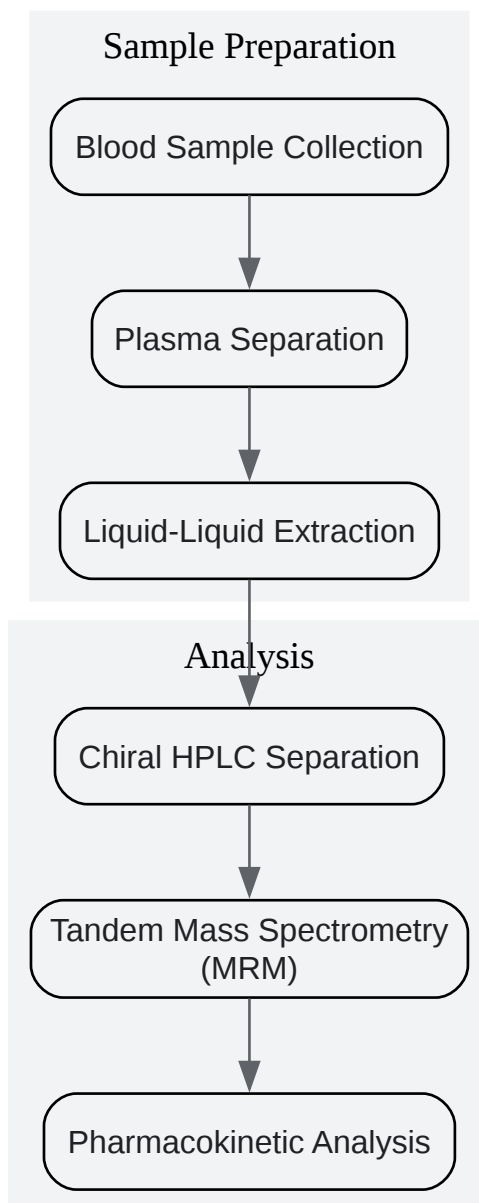 Sample Preparation
Blood Sample Collection
Plasma Separation
Liquid-Liquid Extraction
Analysis
Chiral HPLC Separation
Tandem Mass Spectrometry
(MRM)
Pharmacokinetic Analysis